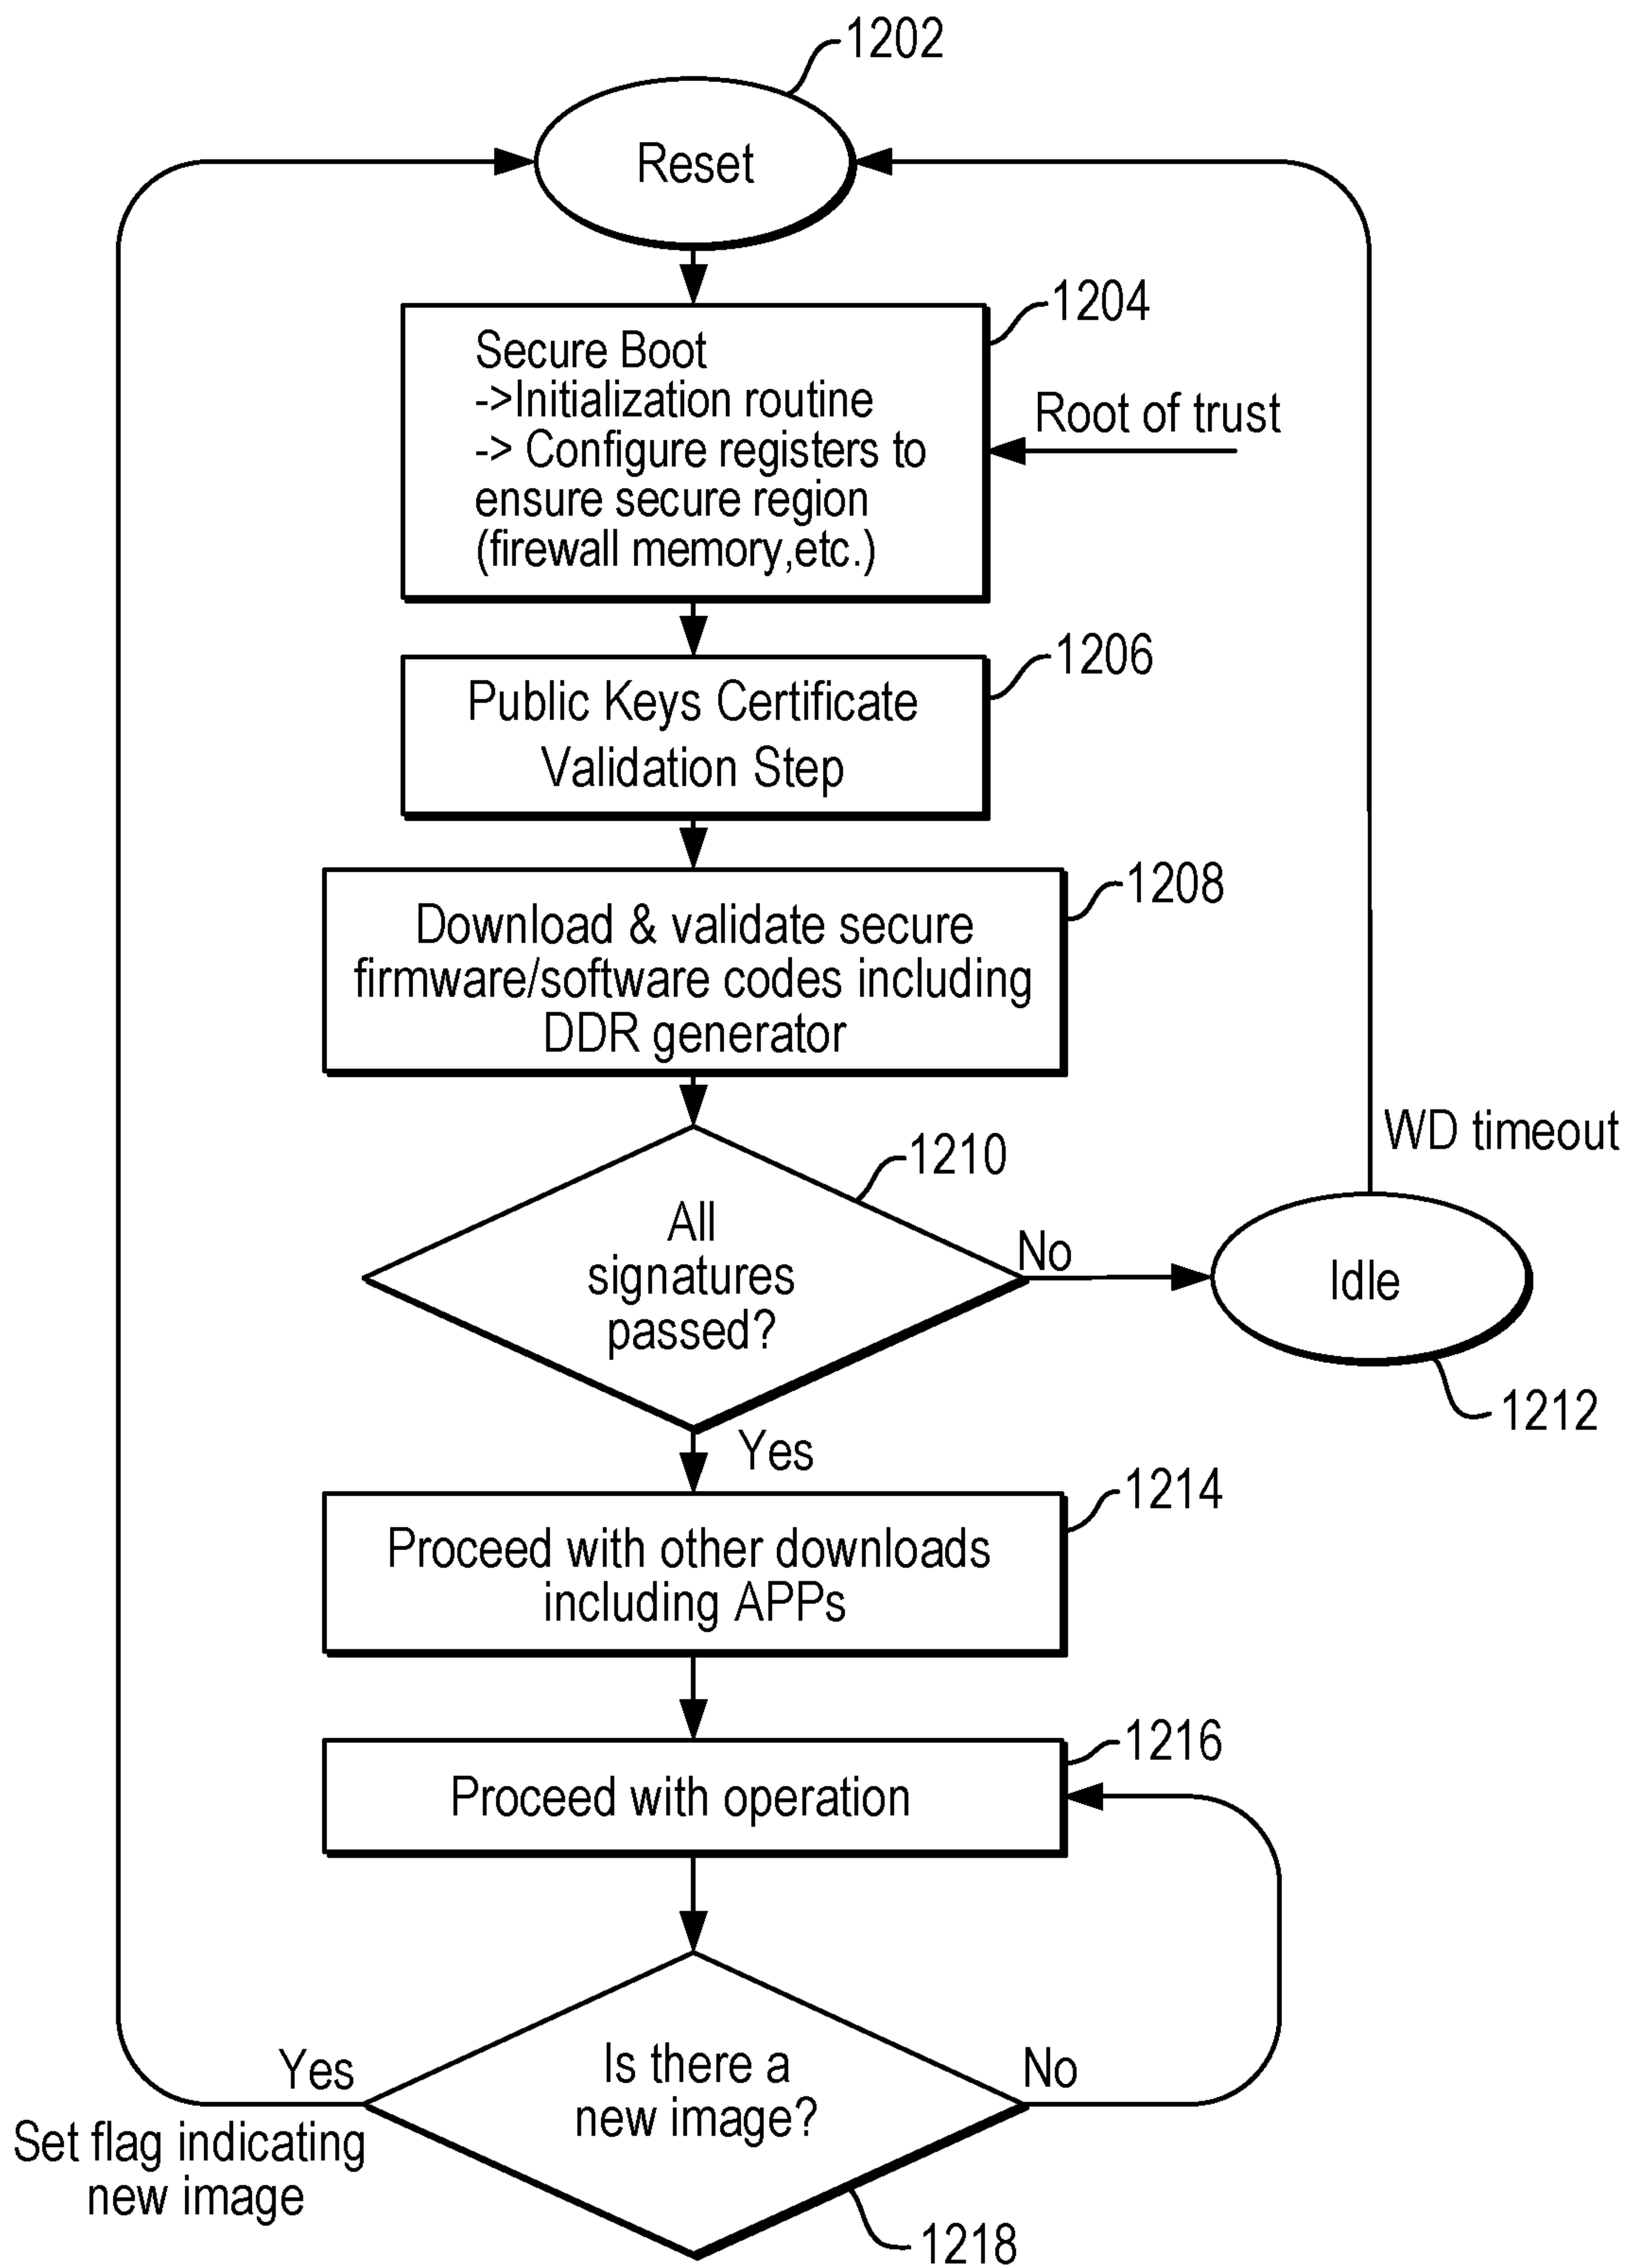 1202
Reset
1204
Secure Boot
->Initialization routine
-> Configure registers to
ensure secure region
(firewall memory,etc.)
Root of trust
1206
Public Keys Certificate
Validation Step
1208
Download & validate secure
firmware/software codes including
DDR generator
WD timeout
1210
All
signatures
passed?
No
Idle
1212
Yes
1214
Proceed with other downloads
including APPs
1216
Proceed with operation
Is there a
new image?
No
Yes
Set flag indicating
new image
1218